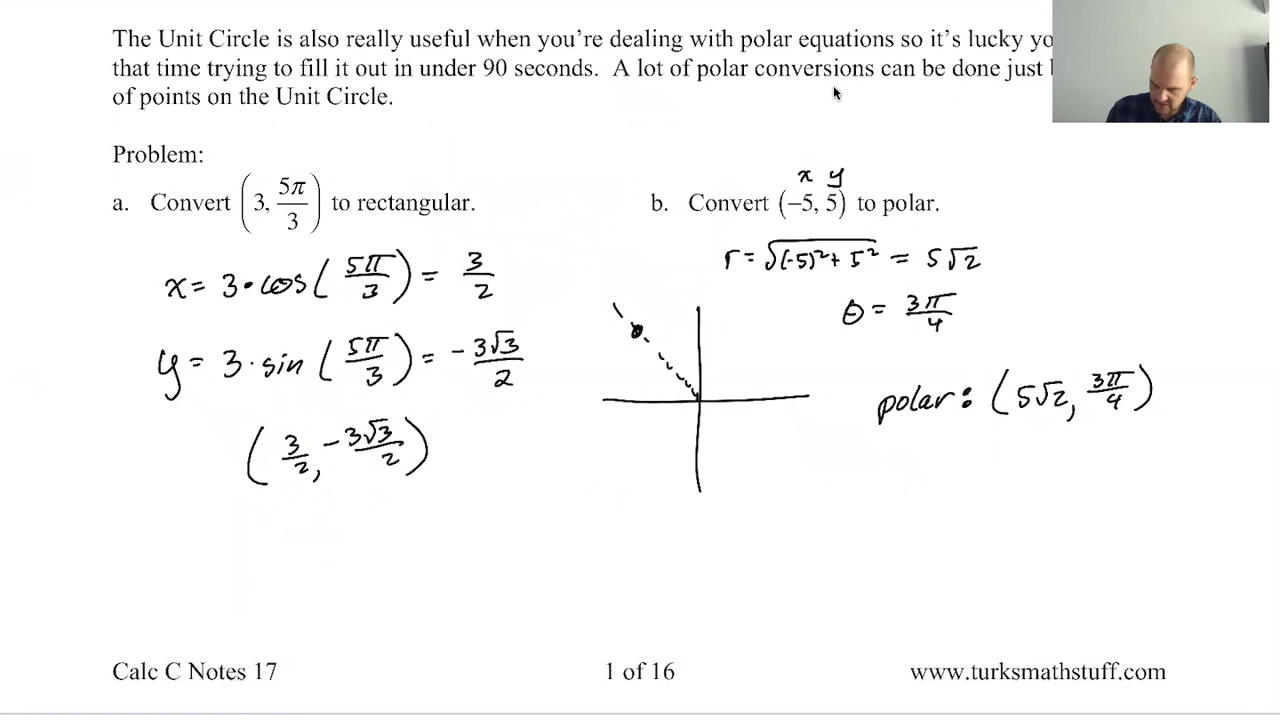 The Unit Circle is also really useful when you're dealing with polar equations so it's lucky yo
that time trying to fill it out in under 90 seconds. A lot of polar conversions can be done just
of points on the Unit Circle.
Problem:
a. Convert (3, 5π/3) to rectangular.
x = 3 · cos(5π/3) = 3/2
y = 3 · sin(5π/3) = -3√3/2
(3/2, -3√3/2)
x y
b. Convert (−5, 5) to polar.
r = √((-5)² + 5²) = 5√2
θ = 3π/4
polar: (5√2, 3π/4)
Calc C Notes 17
1 of 16
www.turksmathstuff.com